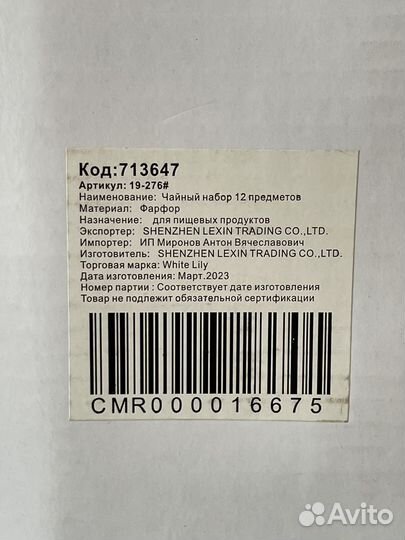 Код:713647
Артикул: 19-276#
Наименование: Чайный набор 12 предметов
Материал: Фарфор
Назначение: для пищевых продуктов
Экспортер: SHENZHEN LEXIN TRADING CO.,LTD.
Импортер: ИП Миронов Антон Вячеславович
Изготовитель: SHENZHEN LEXIN TRADING CO.,LTD.
Торговая марка: White Lily
Дата изготовления: Март.2023
Номер партии : Соответствует дате изготовления
Товар не подлежит обязательной сертификации
CMR000016675
Avito